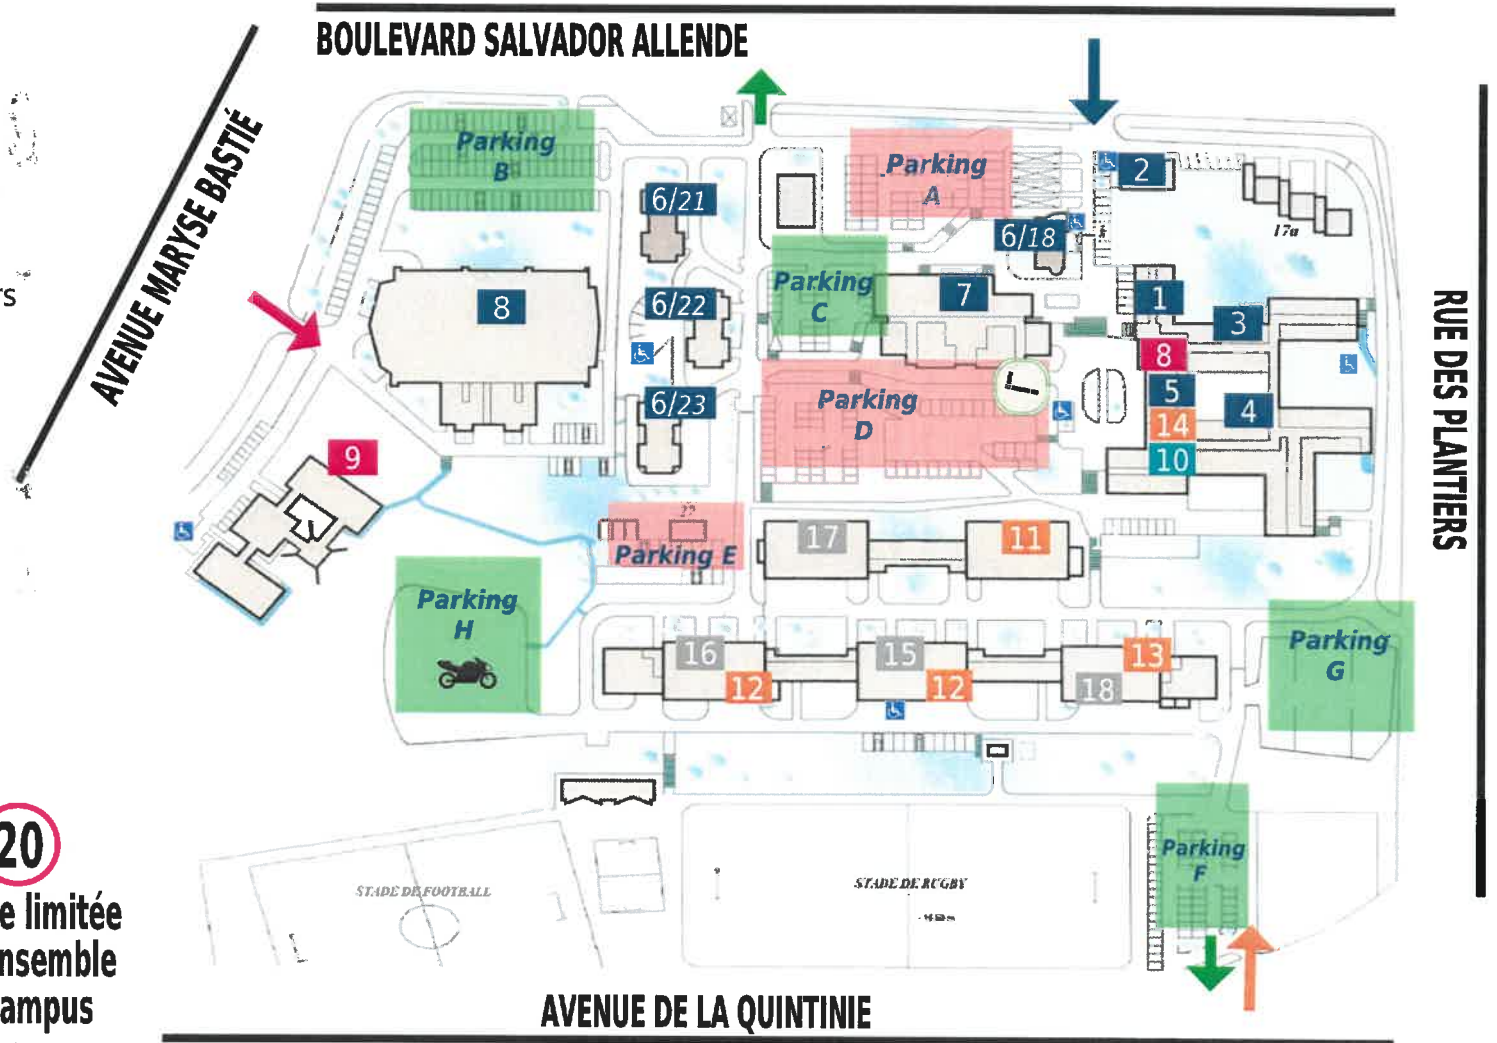 BOULEVARD SALVADOR ALLENDE
AVENUE MARYSE BASTIÉ
RUE DES PLANTIERS
AVENUE DE LA QUINTINIE
Parking
B
Parking
A
2
6/21
6/18
17a
Parking
C
7
1
3
8
6/22
8
5
4
14
10
6/23
Parking
D
9
rs
Parking E
17
11
Parking
H
16
12
15
12
13
18
Parking
G
20
e limitée
nsemble
ampus
STADE DE FOOTBALL
STADE DE RUGBY
Parking
F